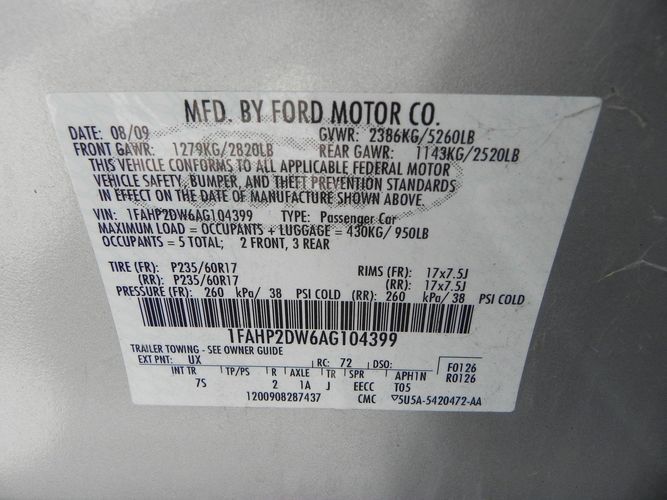 MFD. BY FORD MOTOR CO.
DATE: 08/09 GVWR: 2386KG/5260LB
FRONT GAWR: 1279KG/2820LB REAR GAWR: 1143KG/2520LB
THIS VEHICLE CONFORMS TO ALL APPLICABLE FEDERAL MOTOR
VEHICLE SAFETY, BUMPER, AND THEFT PREVENTION STANDARDS
IN EFFECT ON THE DATE OF MANUFACTURE SHOWN ABOVE.
VIN: 1FAHP2DW6AG104399 TYPE: Passenger Car
MAXIMUM LOAD = OCCUPANTS + LUGGAGE = 430KG/ 950LB
OCCUPANTS = 5 TOTAL; 2 FRONT, 3 REAR
TIRE (FR): P235/60R17 RIMS (FR): 17x7.5J
(RR): P235/60R17 (RR): 17x7.5J
PRESSURE (FR): 260 kPa/ 38 PSI COLD (RR): 260 kPa/ 38 PSI COLD
1FAHP2DW6AG104399
TRAILER TOWING - SEE OWNER GUIDE
EXT PNT: UX RC: 72 DSO: F0126
INT TR TP/PS R AXLE TR SPR APH1N R0126
7S 2 1A J EECC T05
1200908287437 CMC ▽5U5A-5420472-AA